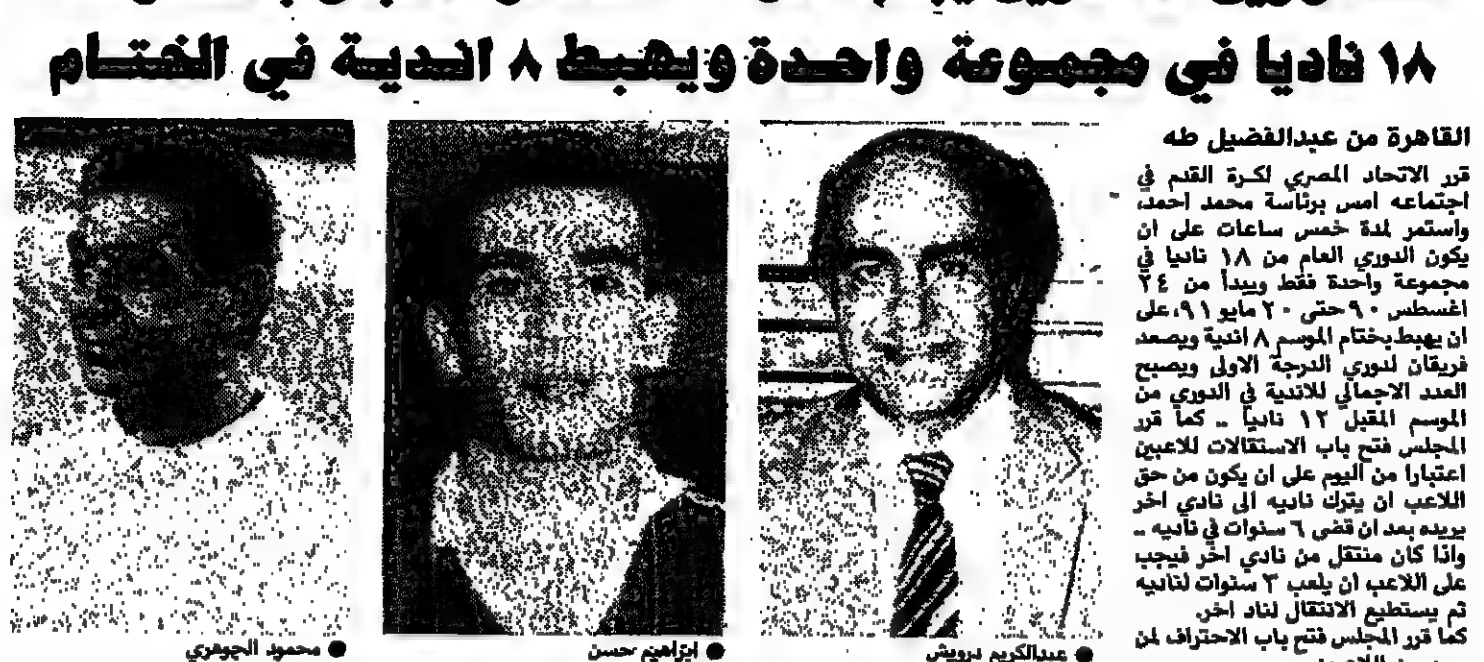 ١٨ ناديا في مجموعة واحدة ويهبط ٨ اندية في الختام
القاهرة من عبدالفضيل طه
قرر الاتحاد المصري لكرة القدم في
اجتماعه امس برئاسة محمد احمد،
واستمر لمدة خمس ساعات على ان
يكون الدوري العام من ١٨ ناديا في
مجموعة واحدة فقط ويبدأ من ٢٤
اغسطس ٩٠ حتى ٢٠ مايو ٩١، على
ان يهبط بختام الموسم ٨ اندية ويصعد
فريقان لدوري الدرجة الاولى ويصبح
العدد الاجمالي للاندية في الدوري من
الموسم المقبل ١٢ ناديا .. كما قرر
المجلس فتح باب الاستقالات للاعبين
اعتبارا من اليوم على ان يكون من حق
اللاعب ان يترك ناديه الى نادي اخر
يريده بعد ان قضى ٦ سنوات في ناديه ..
واذا كان منتقل من نادي اخر فيجب
على اللاعب ان يلعب ٣ سنوات لناديه
ثم يستطيع الانتقال لناد اخر.
كما قرر المجلس فتح باب الاحتراف لمن
● عبدالكريم درويش
● ابراهيم حسن
● محمود الجوهري